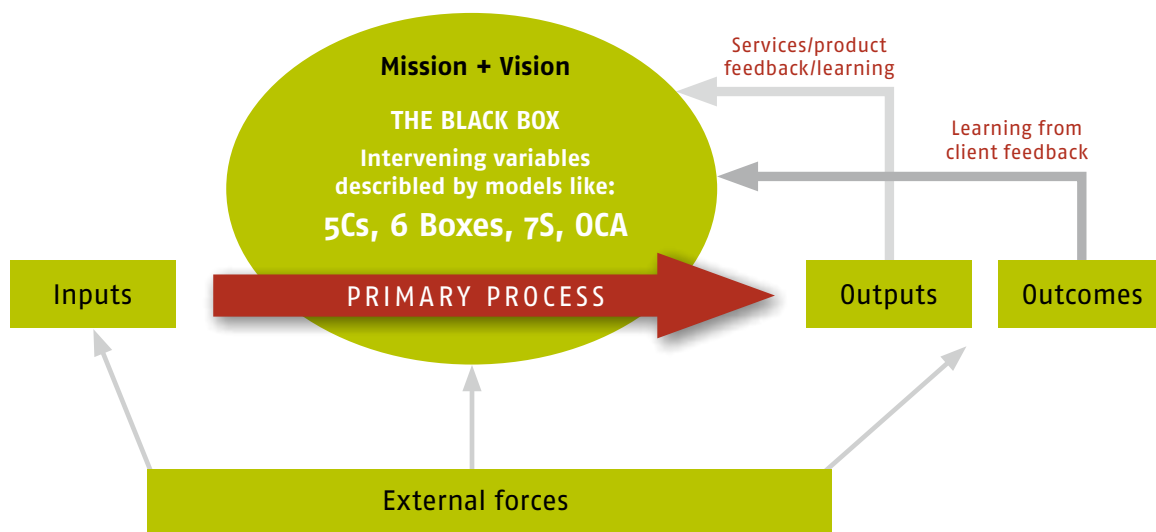 Mission + Vision
THE BLACK BOX
Intervening variables
describled by models like:
5Cs, 6 Boxes, 7S, OCA
Services/product
feedback/learning
Learning from
client feedback
Inputs
PRIMARY PROCESS
Outputs
Outcomes
External forces